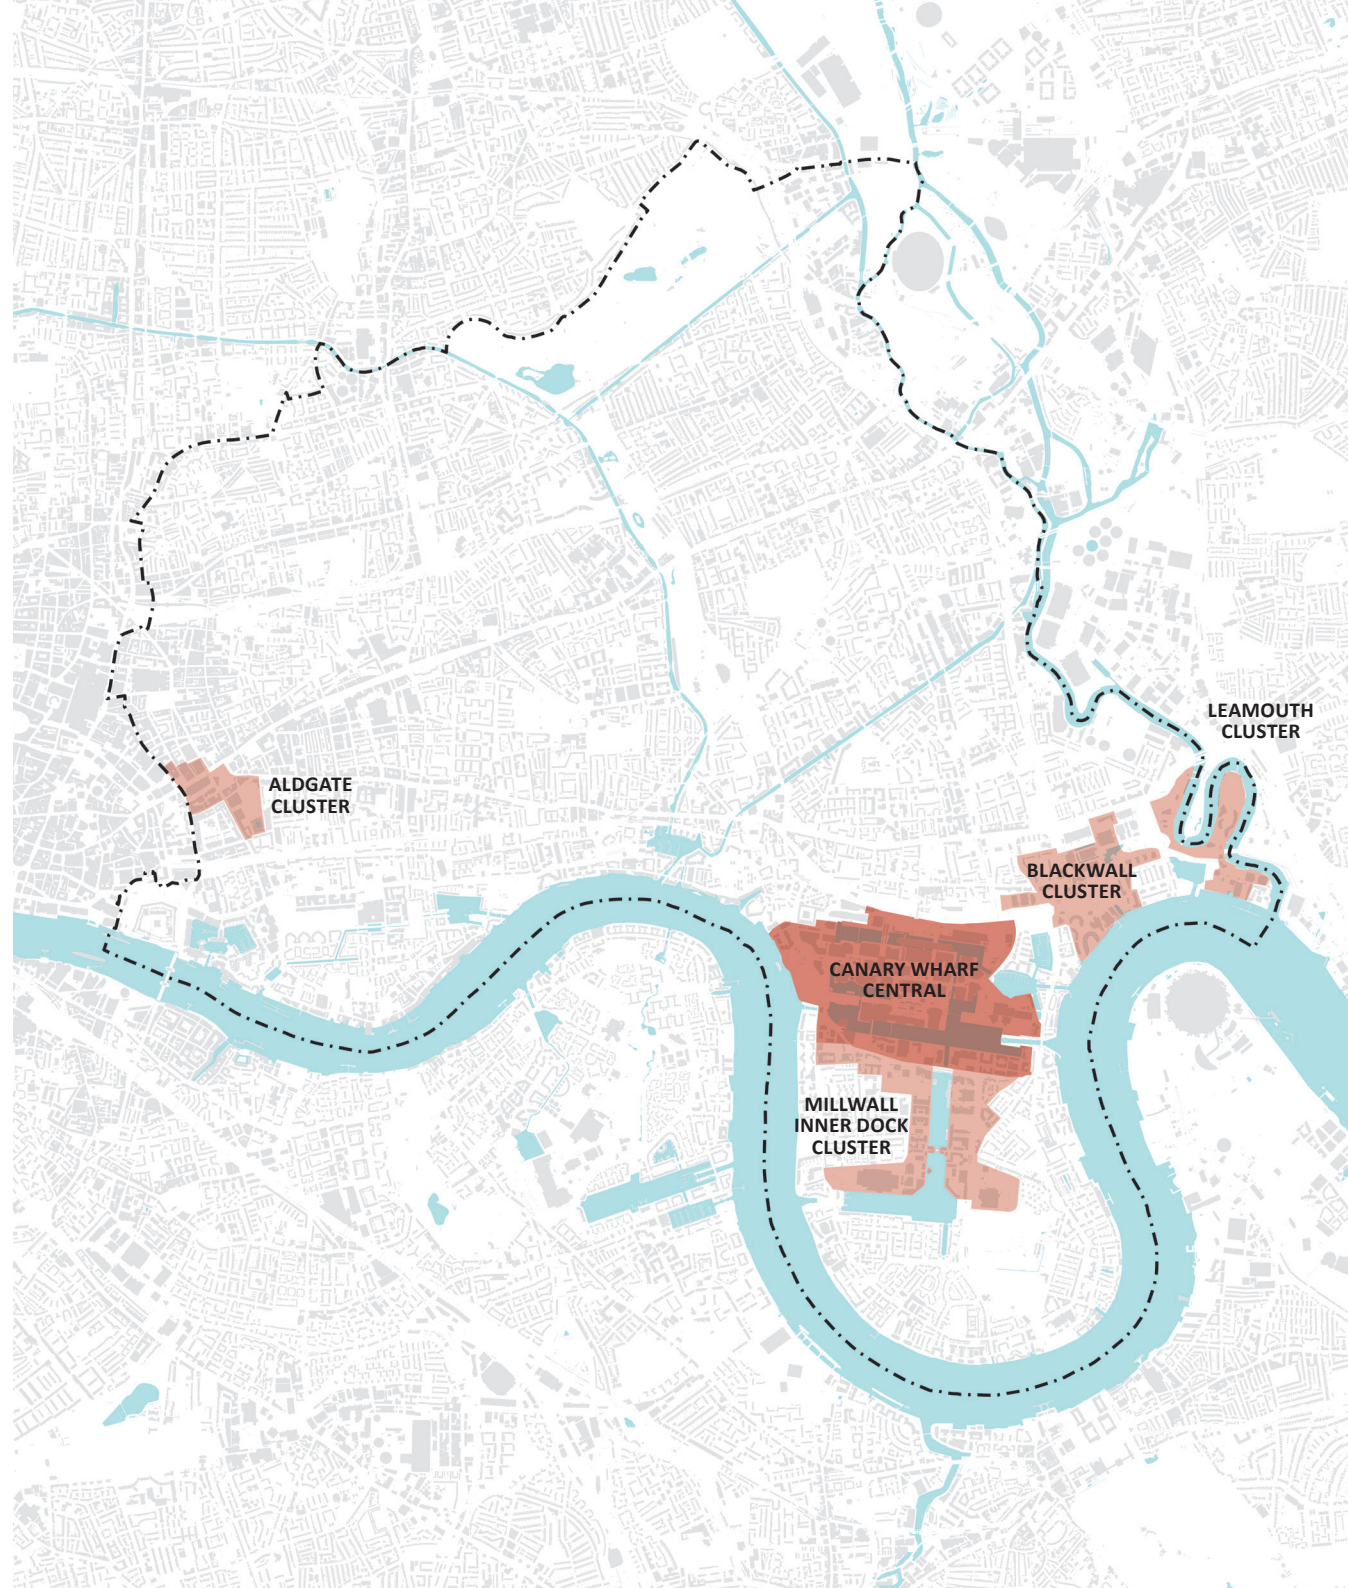 LEAMOUTH
CLUSTER
ALDGATE
CLUSTER
BLACKWALL
CLUSTER
CANARY WHARF
CENTRAL
MILLWALL
INNER DOCK
CLUSTER